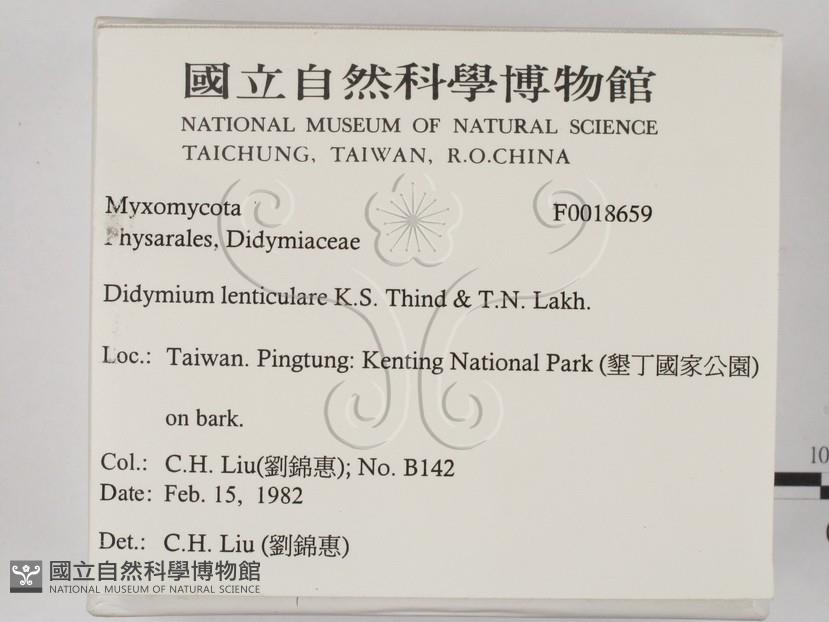 國立自然科學博物館
NATIONAL MUSEUM OF NATURAL SCIENCE
TAICHUNG, TAIWAN, R.O.CHINA
Myxomycota F0018659
Physarales, Didymiaceae
Didymium lenticulare K.S. Thind & T.N. Lakh.
Loc.: Taiwan. Pingtung: Kenting National Park (墾丁國家公園)
on bark.
Col.: C.H. Liu(劉錦惠); No. B142
Date: Feb. 15, 1982
Det.: C.H. Liu (劉錦惠)
國立自然科學博物館
NATIONAL MUSEUM OF NATURAL SCIENCE
10